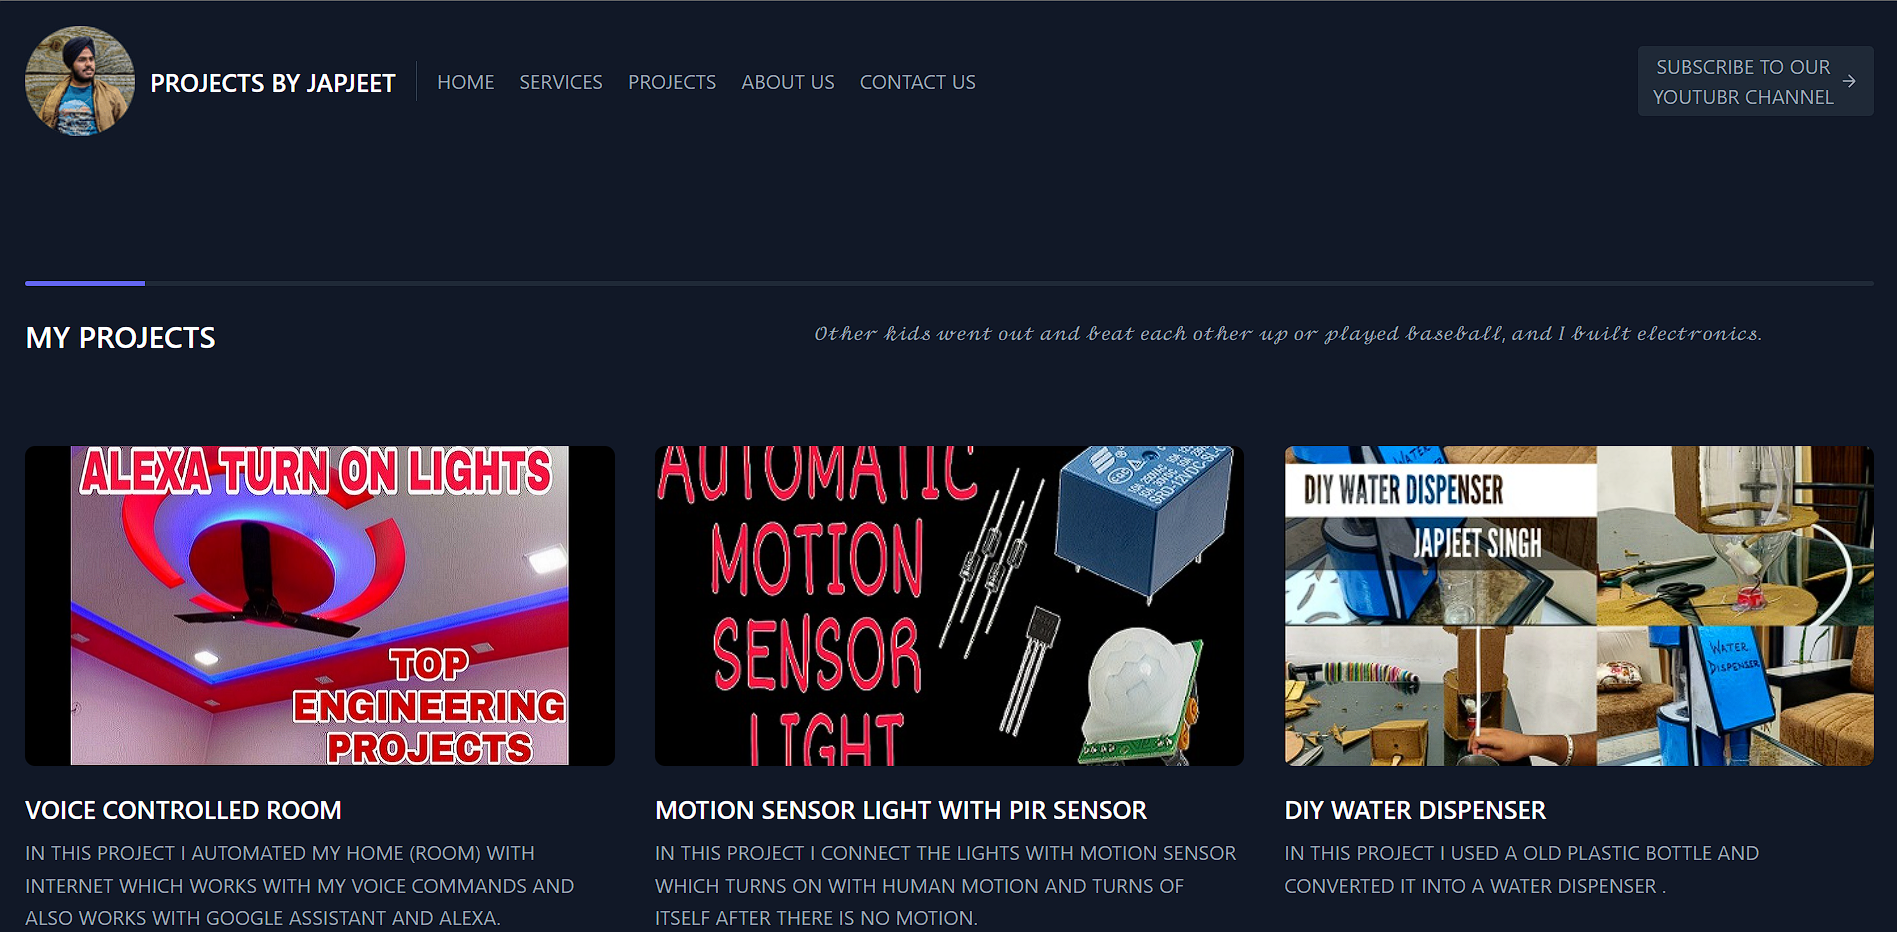 PROJECTS BY JAPJEET
HOME SERVICES PROJECTS ABOUT US CONTACT US
SUBSCRIBE TO OUR
YOUTUBR CHANNEL
MY PROJECTS
Other kids went out and beat each other up or played baseball, and I built electronics.
ALEXA TURN ON LIGHTS
TOP
ENGINEERING
PROJECTS
AUTOMATIC
MOTION
SENSOR
LIGHT
DIY WATER DISPENSER
JAPJEET SINGH
WATER
DISPENSER
VOICE CONTROLLED ROOM
IN THIS PROJECT I AUTOMATED MY HOME (ROOM) WITH
INTERNET WHICH WORKS WITH MY VOICE COMMANDS AND
ALSO WORKS WITH GOOGLE ASSISTANT AND ALEXA.
MOTION SENSOR LIGHT WITH PIR SENSOR
IN THIS PROJECT I CONNECT THE LIGHTS WITH MOTION SENSOR
WHICH TURNS ON WITH HUMAN MOTION AND TURNS OF
ITSELF AFTER THERE IS NO MOTION.
DIY WATER DISPENSER
IN THIS PROJECT I USED A OLD PLASTIC BOTTLE AND
CONVERTED IT INTO A WATER DISPENSER .